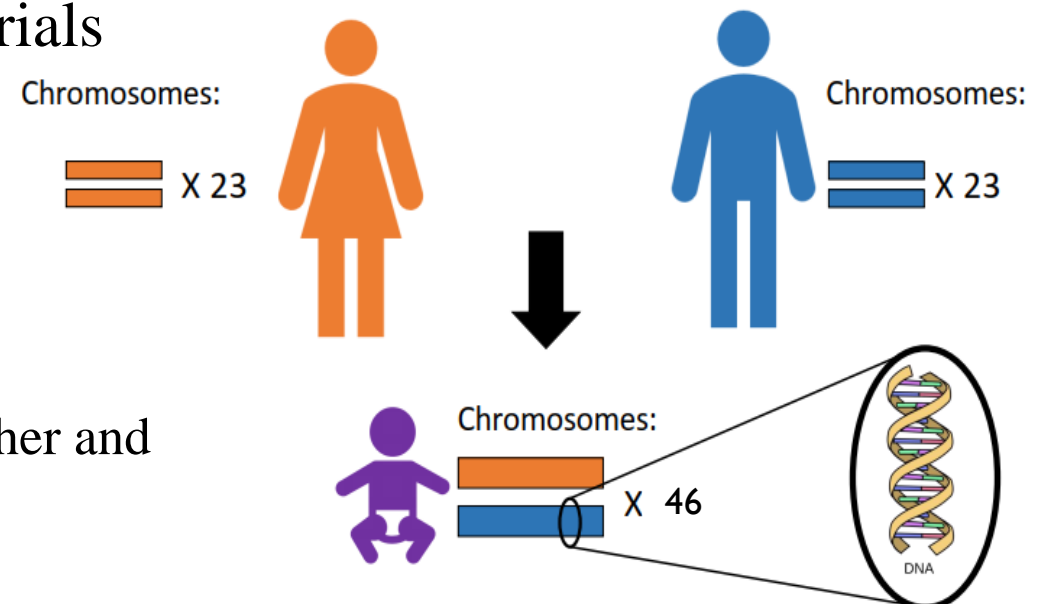 rials
Chromosomes:
Chromosomes:
X 23
X 23
her and
Chromosomes:
X 46
DNA